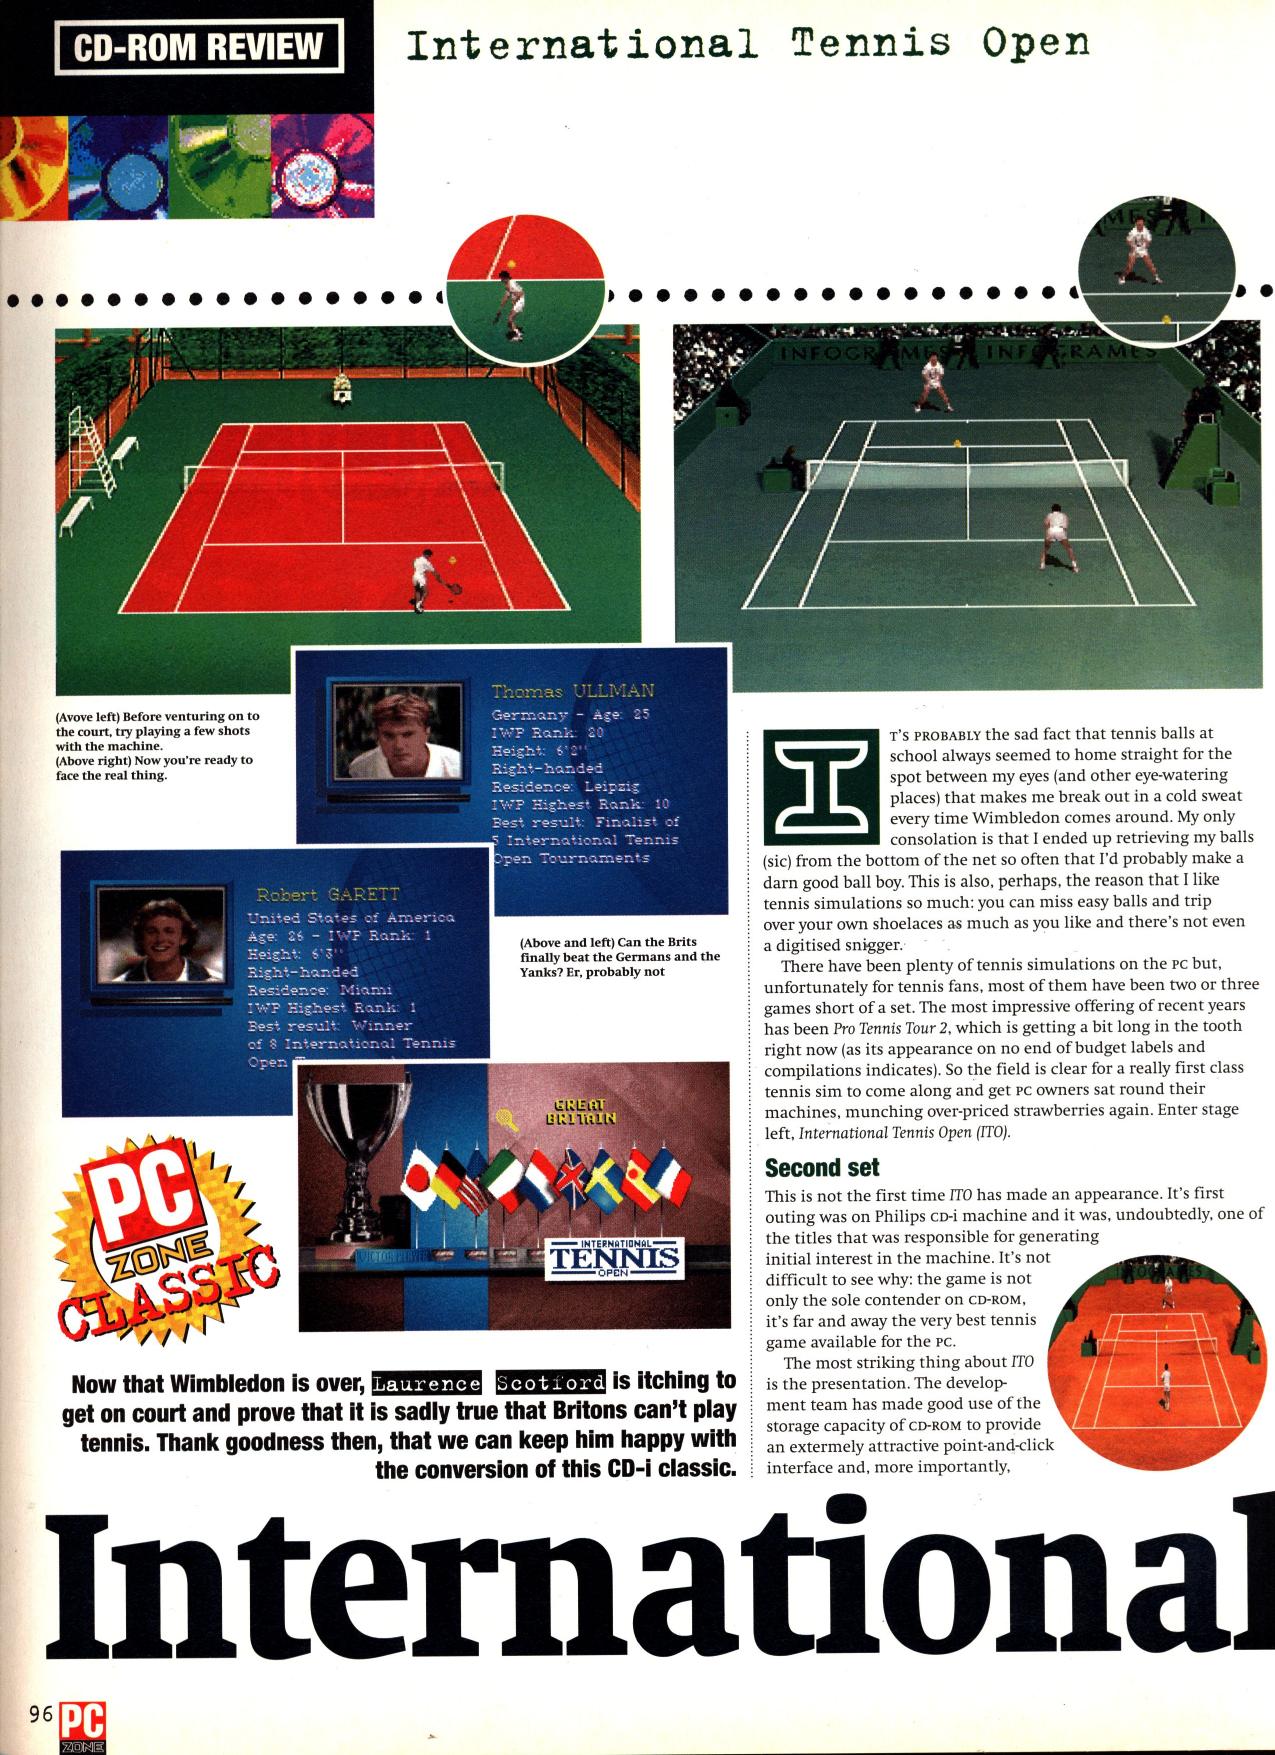 CD-ROM REVIEW
International Tennis Open
INFOGRAMES INFOGRAMES
(Avove left) Before venturing on to
the court, try playing a few shots
with the machine.
(Above right) Now you're ready to
face the real thing.
Thomas ULLMAN
Germany - Age: 25
IWP Rank: 20
Height: 6'2''
Right-handed
Residence: Leipzig
IWP Highest Rank: 10
Best result: Finalist of
5 International Tennis
Open Tournaments
Robert GARETT
United States of America
Age: 26 - IWP Rank: 1
Height: 6'3''
Right-handed
Residence: Miami
IWP Highest Rank: 1
Best result: Winner
of 8 International Tennis
Open
(Above and left) Can the Brits
finally beat the Germans and the
Yanks? Er, probably not
GREAT
BRITAIN
INTERNATIONAL
TENNIS
OPEN
PC
ZONE
CLASSIC
Now that Wimbledon is over, Laurence Scotford is itching to
get on court and prove that it is sadly true that Britons can't play
tennis. Thank goodness then, that we can keep him happy with
the conversion of this CD-i classic.
IT'S PROBABLY the sad fact that tennis balls at
school always seemed to home straight for the
spot between my eyes (and other eye-watering
places) that makes me break out in a cold sweat
every time Wimbledon comes around. My only
consolation is that I ended up retrieving my balls
(sic) from the bottom of the net so often that I'd probably make a
darn good ball boy. This is also, perhaps, the reason that I like
tennis simulations so much: you can miss easy balls and trip
over your own shoelaces as much as you like and there's not even
a digitised snigger.
There have been plenty of tennis simulations on the PC but,
unfortunately for tennis fans, most of them have been two or three
games short of a set. The most impressive offering of recent years
has been Pro Tennis Tour 2, which is getting a bit long in the tooth
right now (as its appearance on no end of budget labels and
compilations indicates). So the field is clear for a really first class
tennis sim to come along and get PC owners sat round their
machines, munching over-priced strawberries again. Enter stage
left, International Tennis Open (ITO).
Second set
This is not the first time ITO has made an appearance. It's first
outing was on Philips CD-i machine and it was, undoubtedly, one of
the titles that was responsible for generating
initial interest in the machine. It's not
difficult to see why: the game is not
only the sole contender on CD-ROM,
it's far and away the very best tennis
game available for the PC.
The most striking thing about ITO
is the presentation. The develop-
ment team has made good use of the
storage capacity of CD-ROM to provide
an extermely attractive point-and-click
interface and, more importantly,
International
96 PC
ZONE